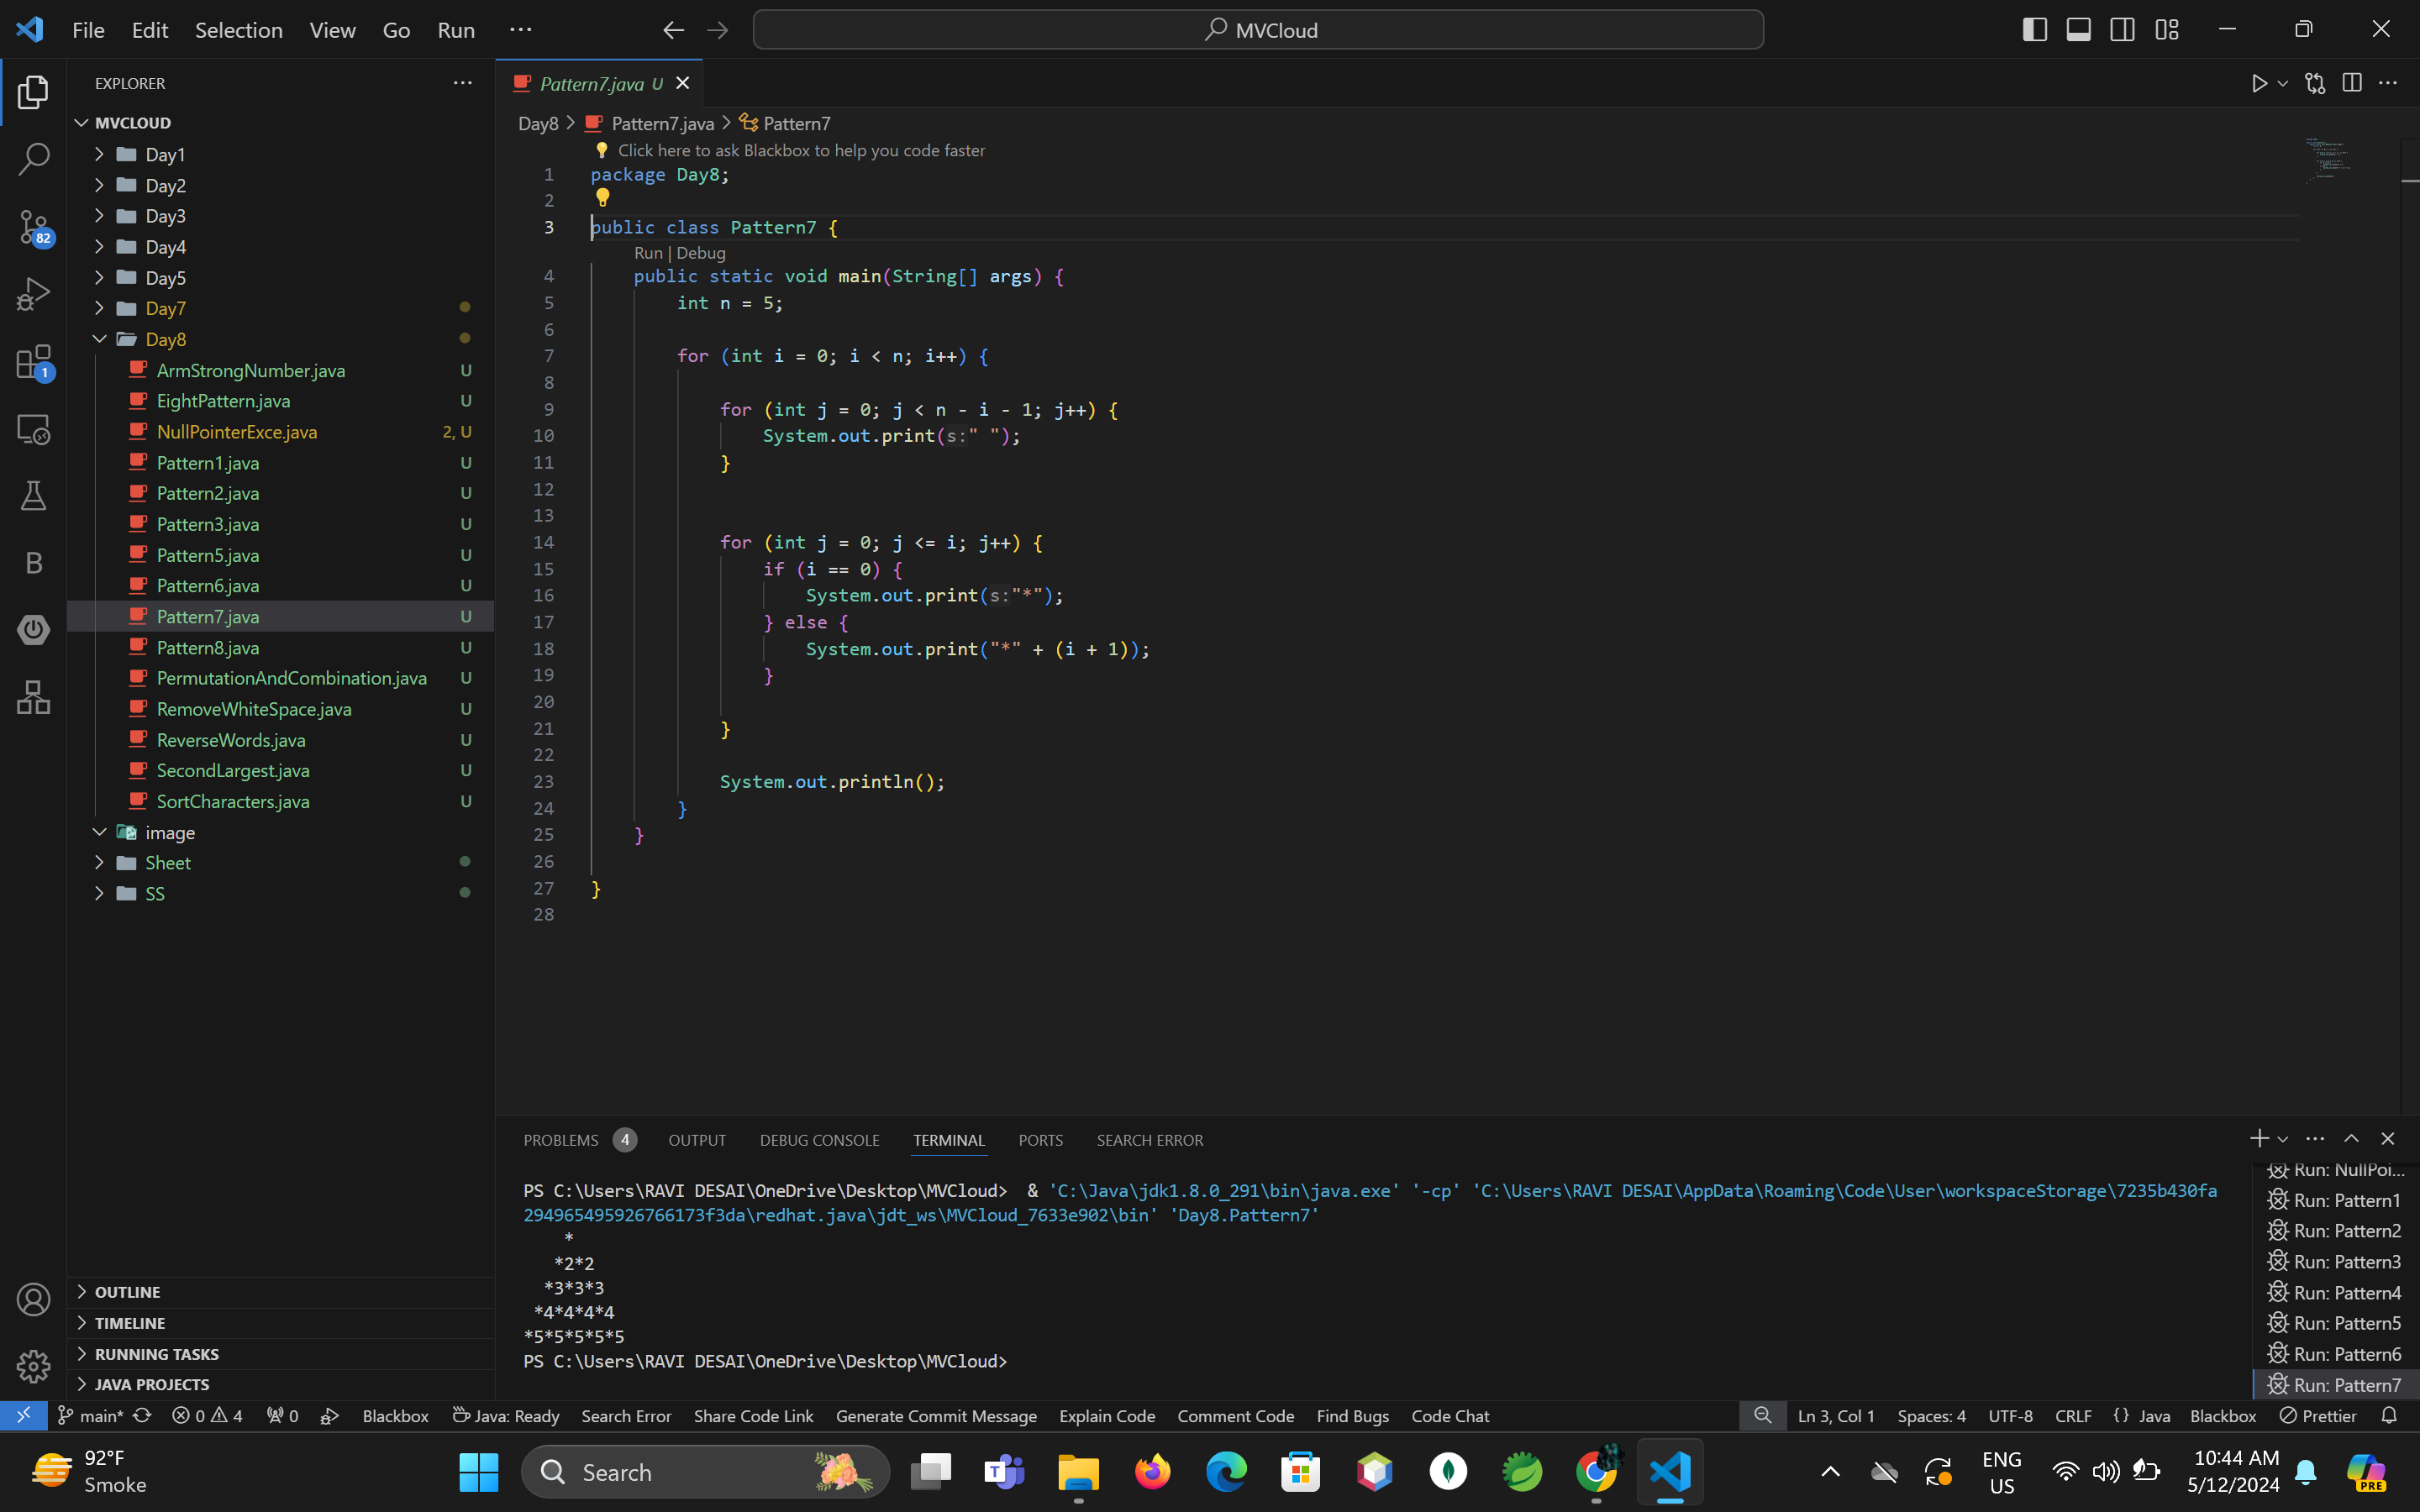 File Edit Selection View Go Run ···
MVCloud
EXPLORER
Pattern7.java U
MVCLOUD
Day1
Day2
Day3
Day4
Day5
Day7
Day8
ArmStrongNumber.java U
EightPattern.java U
NullPointerExce.java 2, U
Pattern1.java U
Pattern2.java U
Pattern3.java U
Pattern5.java U
Pattern6.java U
Pattern7.java U
Pattern8.java U
PermutationAndCombination.java U
RemoveWhiteSpace.java U
ReverseWords.java U
SecondLargest.java U
SortCharacters.java U
image
Sheet
SS
82
1
B
OUTLINE
TIMELINE
RUNNING TASKS
JAVA PROJECTS
Day8 > Pattern7.java > Pattern7
Click here to ask Blackbox to help you code faster
1 package Day8;
2
3 public class Pattern7 {
Run | Debug
4 public static void main(String[] args) {
5 int n = 5;
6
7 for (int i = 0; i < n; i++) {
8
9 for (int j = 0; j < n - i - 1; j++) {
10 System.out.print(s:" ");
11 }
12
13
14 for (int j = 0; j <= i; j++) {
15 if (i == 0) {
16 System.out.print(s:"*");
17 } else {
18 System.out.print("*" + (i + 1));
19 }
20
21 }
22
23 System.out.println();
24 }
25 }
26
27 }
28
PROBLEMS 4 OUTPUT DEBUG CONSOLE TERMINAL PORTS SEARCH ERROR
PS C:\Users\RAVI DESAI\OneDrive\Desktop\MVCloud> & 'C:\Java\jdk1.8.0_291\bin\java.exe' '-cp' 'C:\Users\RAVI DESAI\AppData\Roaming\Code\User\workspaceStorage\7235b430fa
2949654959267661​73f3da\redhat.java\jdt_ws\MVCloud_7633e902\bin' 'Day8.Pattern7'
*
*2*2
*3*3*3
*4*4*4*4
*5*5*5*5*5
PS C:\Users\RAVI DESAI\OneDrive\Desktop\MVCloud>
Run: NullPoi...
Run: Pattern1
Run: Pattern2
Run: Pattern3
Run: Pattern4
Run: Pattern5
Run: Pattern6
Run: Pattern7
main* 0 4 0 Blackbox Java: Ready Search Error Share Code Link Generate Commit Message Explain Code Comment Code Find Bugs Code Chat Ln 3, Col 1 Spaces: 4 UTF-8 CRLF {} Java Blackbox Prettier
92°F
Smoke
Search
ENG
US
10:44 AM
5/12/2024
PRE